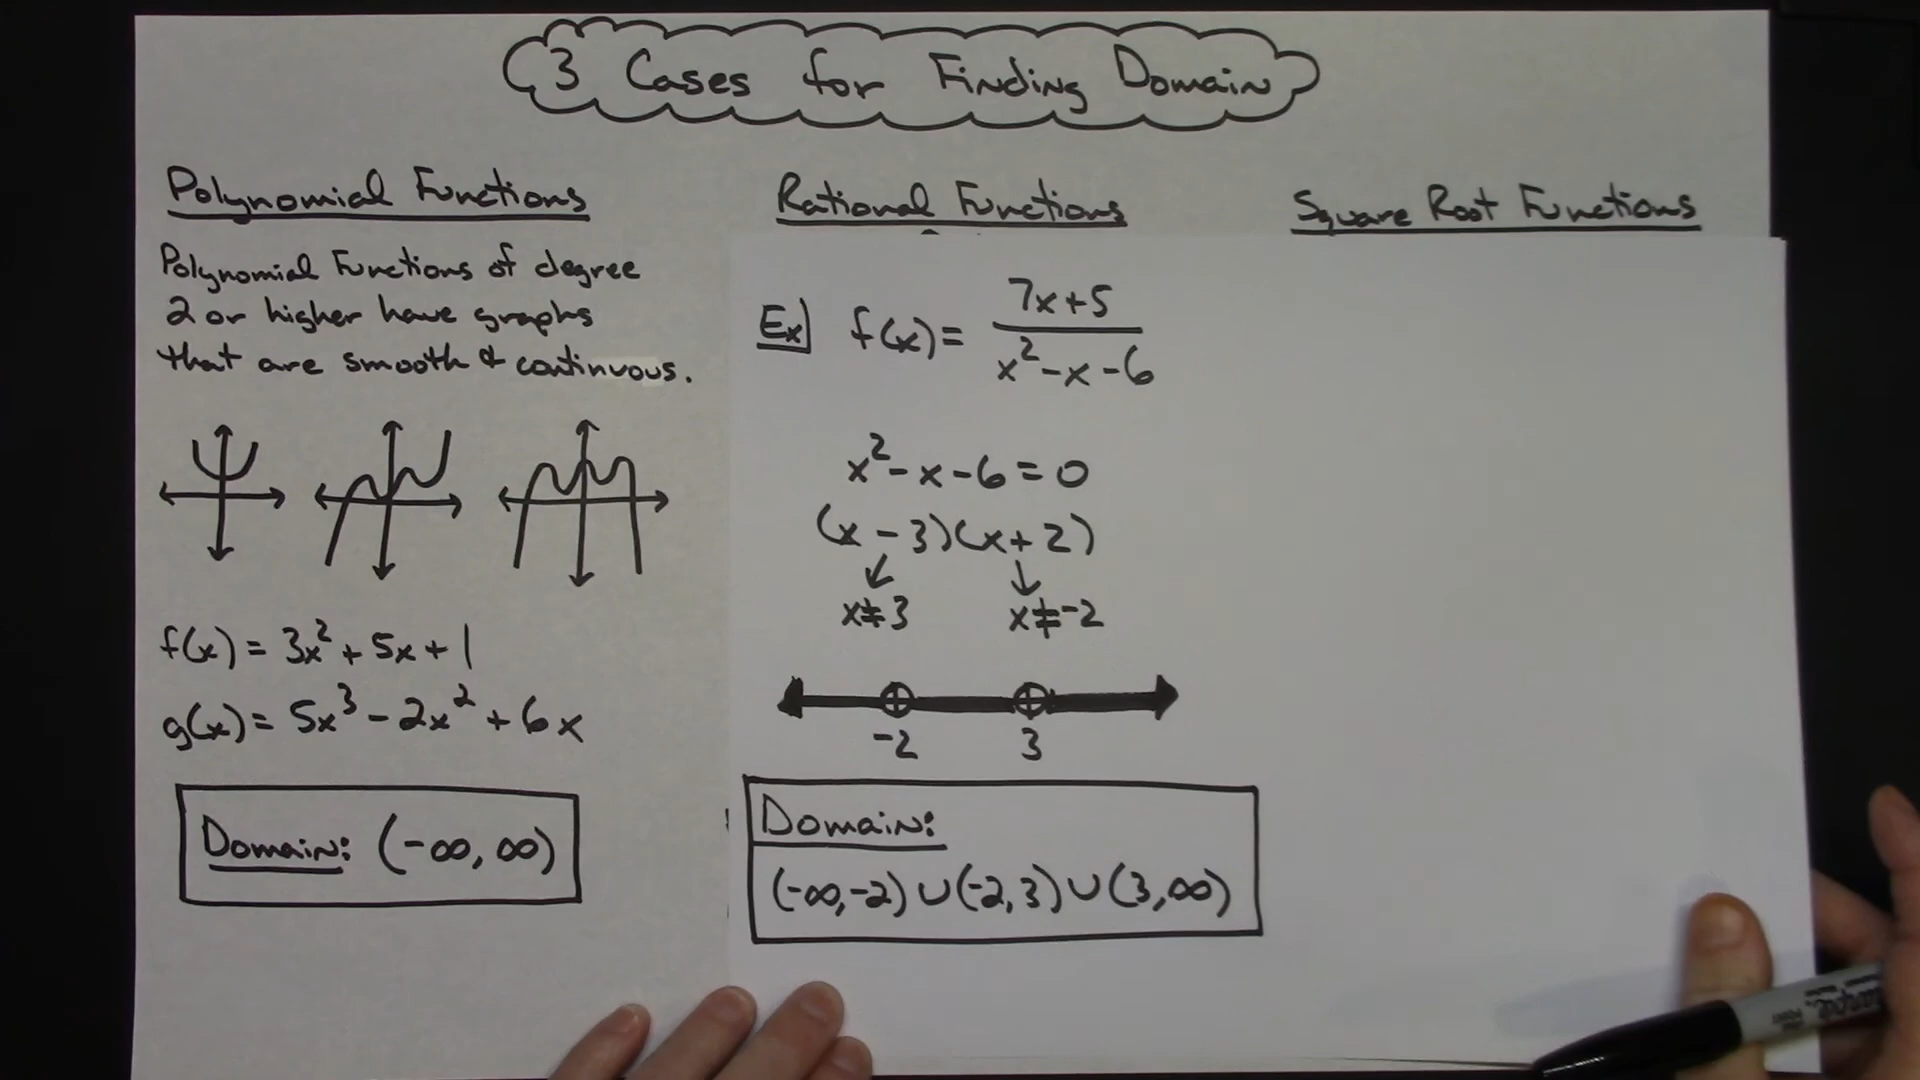 3 Cases for Finding Domain
Polynomial Functions
Polynomial Functions of degree
2 or higher have graphs
that are smooth & continuous.
f(x) = 3x² + 5x + 1
g(x) = 5x³ - 2x² + 6x
Domain: (-∞, ∞)
Rational Functions
Ex) f(x) = 7x+5
x² - x - 6
x² - x - 6 = 0
(x - 3)(x + 2)
x≠3 x≠-2
-2 3
Domain:
(-∞,-2) ∪ (-2,3) ∪ (3,∞)
Square Root Functions